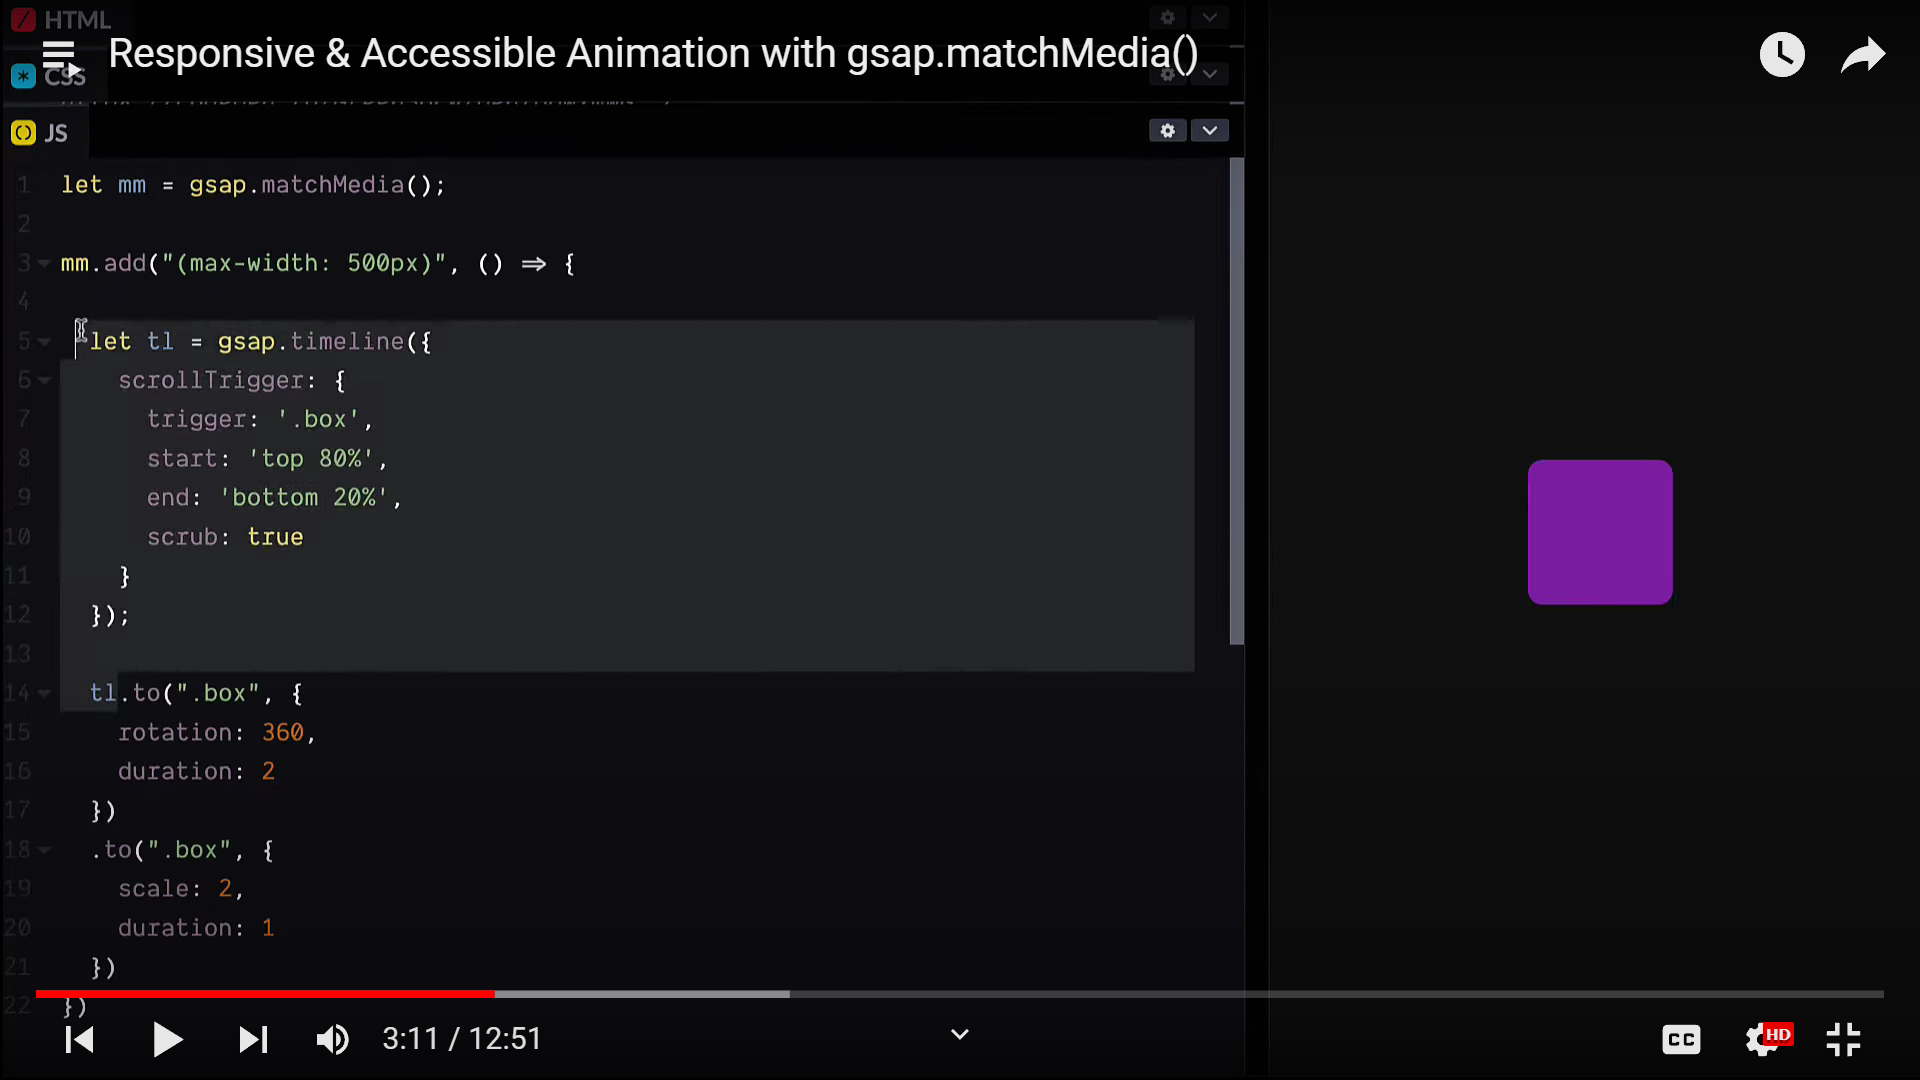 HTML
Responsive & Accessible Animation with gsap.matchMedia()
CSS
JS
1 let mm = gsap.matchMedia();
2
3 mm.add("(max-width: 500px)", () => {
4
5 let tl = gsap.timeline({
6 scrollTrigger: {
7 trigger: '.box',
8 start: 'top 80%',
9 end: 'bottom 20%',
10 scrub: true
11 }
12 });
13
14 tl.to(".box", {
15 rotation: 360,
16 duration: 2
17 })
18 .to(".box", {
19 scale: 2,
20 duration: 1
21 })
22 })
3:11 / 12:51
CC
HD